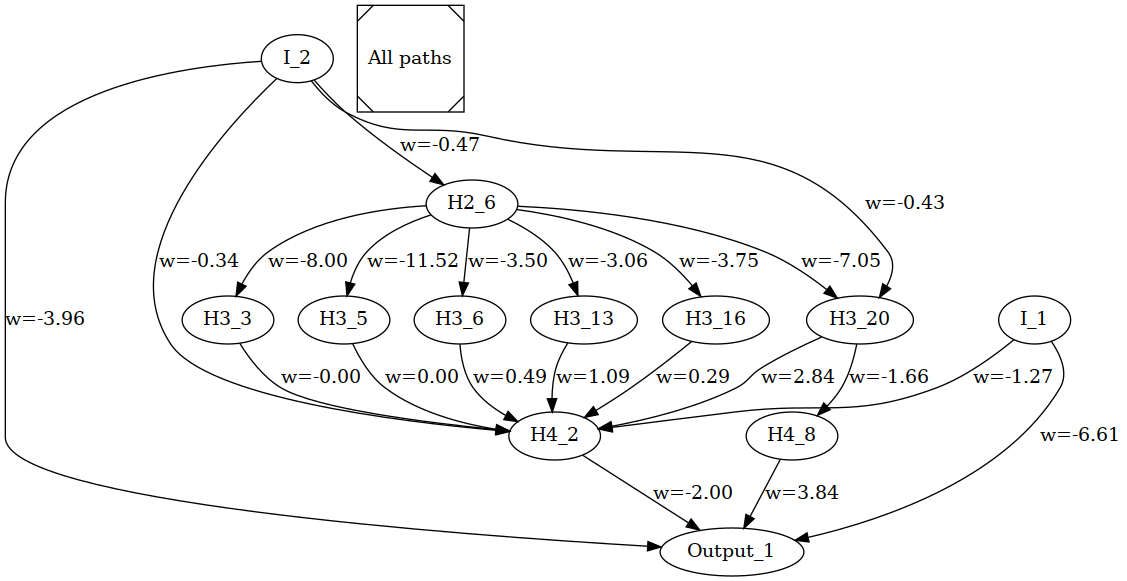 I_2
All paths
w=-0.47
H2_6
w=-0.43
w=-0.34
w=-8.00
w=-11.52
w=-3.50
w=-3.06
w=-3.75
w=-7.05
w=-3.96
H3_3
H3_5
H3_6
H3_13
H3_16
H3_20
I_1
w=-0.00
w=0.00
w=0.49
w=1.09
w=0.29
w=2.84
w=-1.66
w=-1.27
H4_2
H4_8
w=-6.61
w=-2.00
w=3.84
Output_1